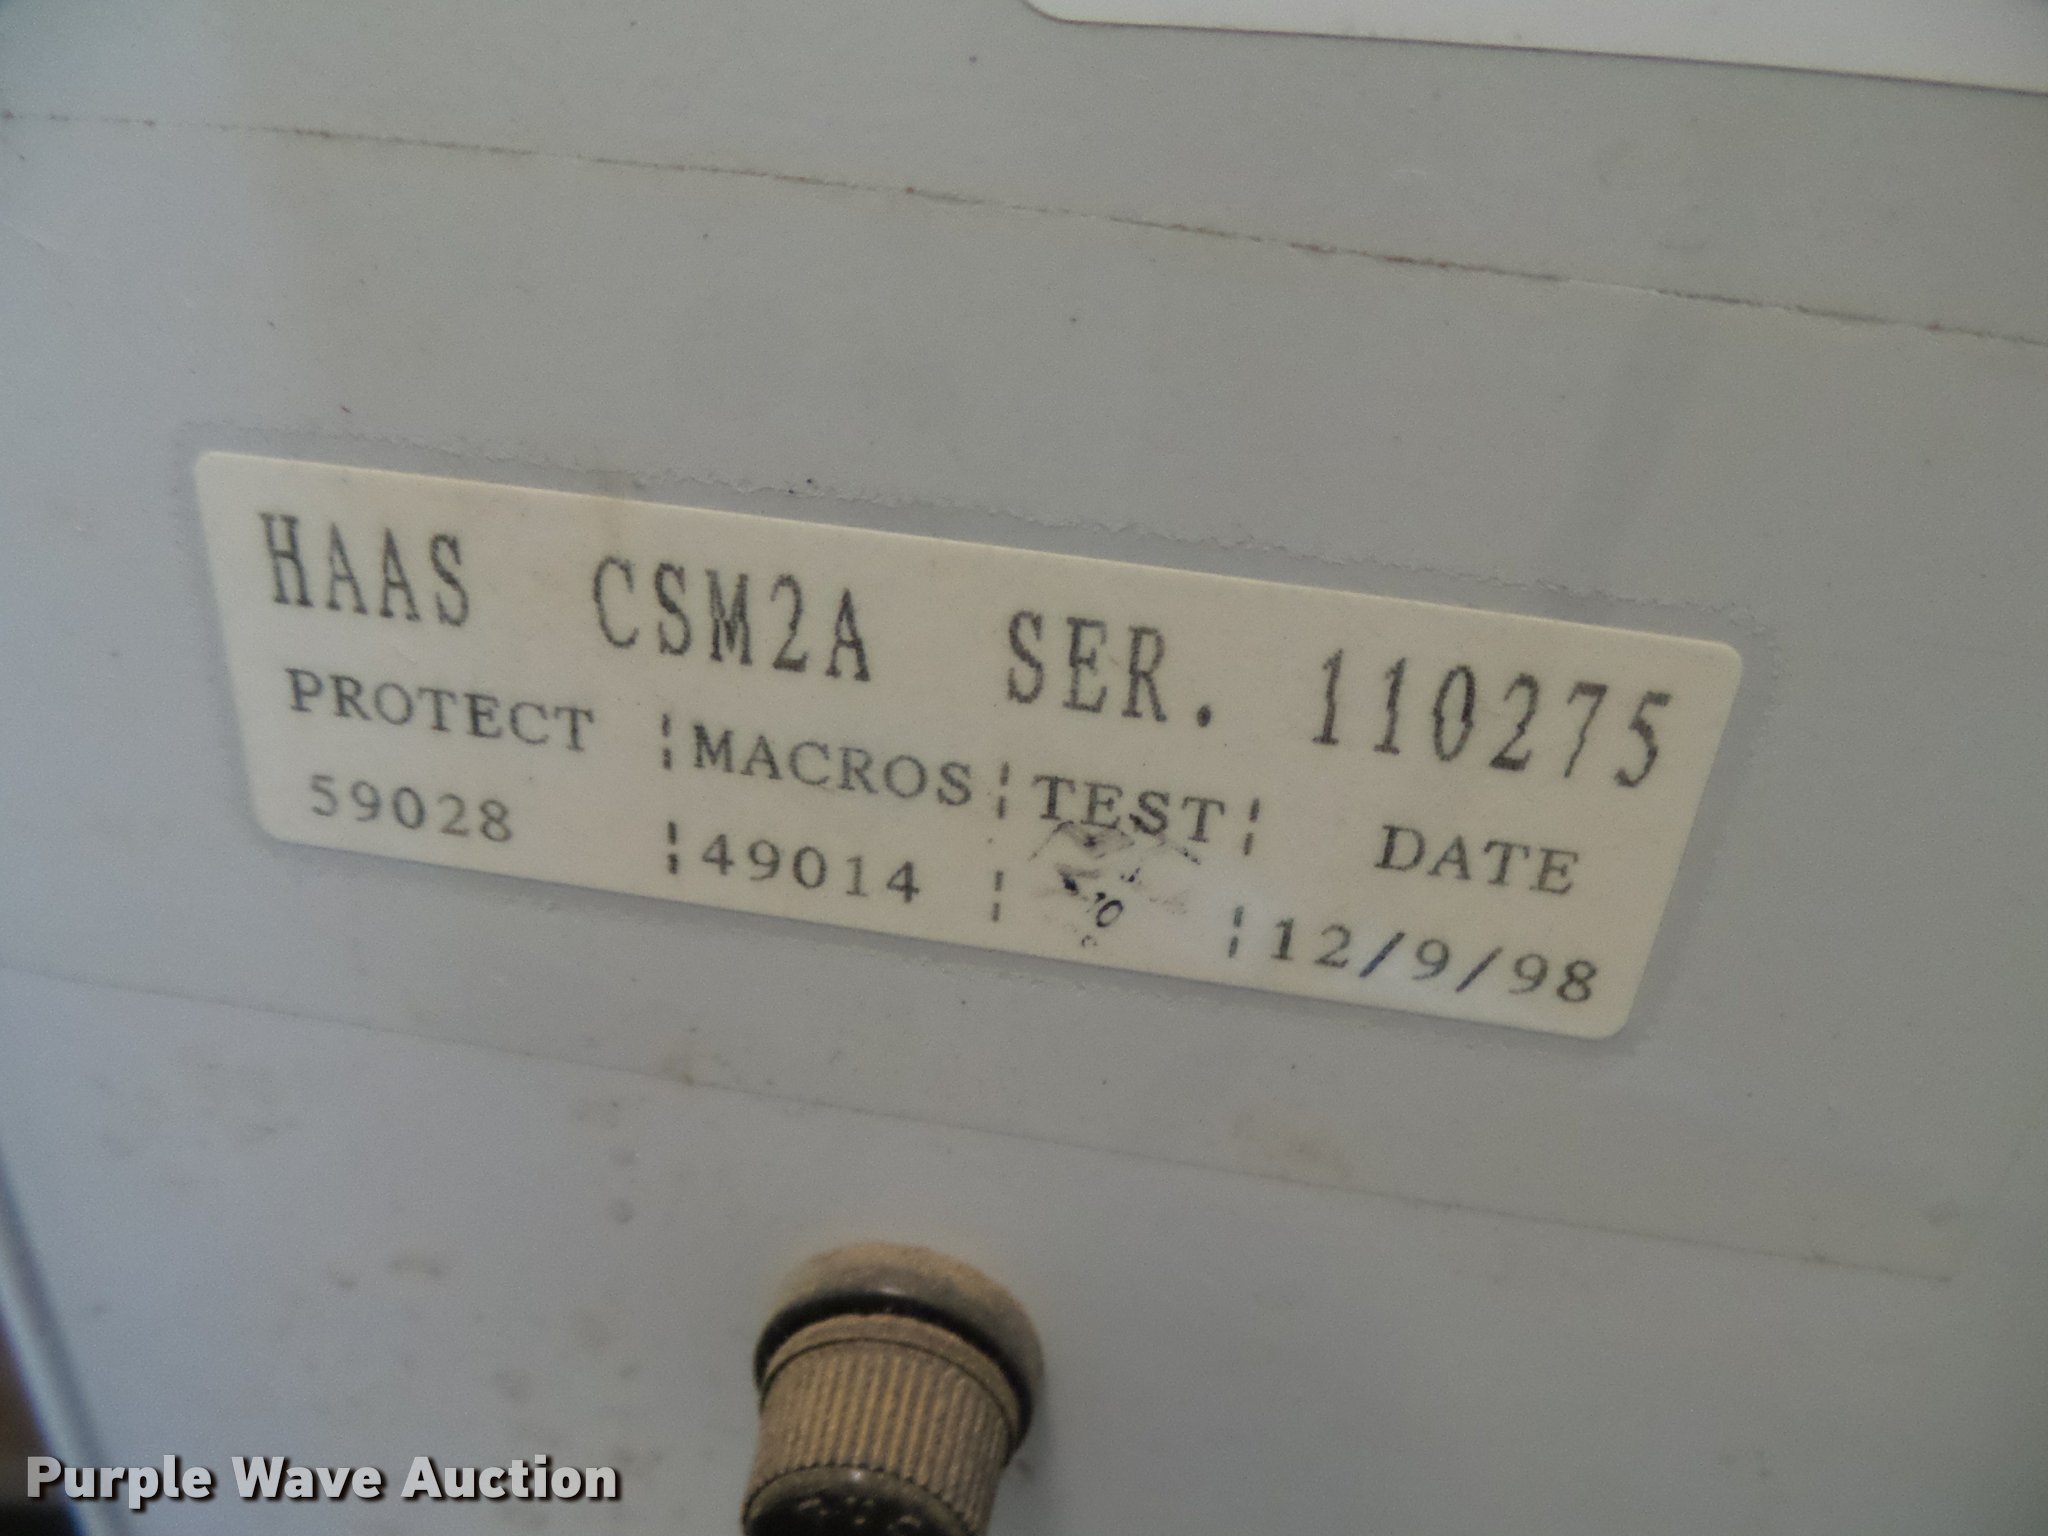 HAAS CSM2A SER. 110275
PROTECT ¦MACROS¦TEST¦ DATE
59028 ¦49014 ¦ ¦12/9/98
Purple Wave Auction